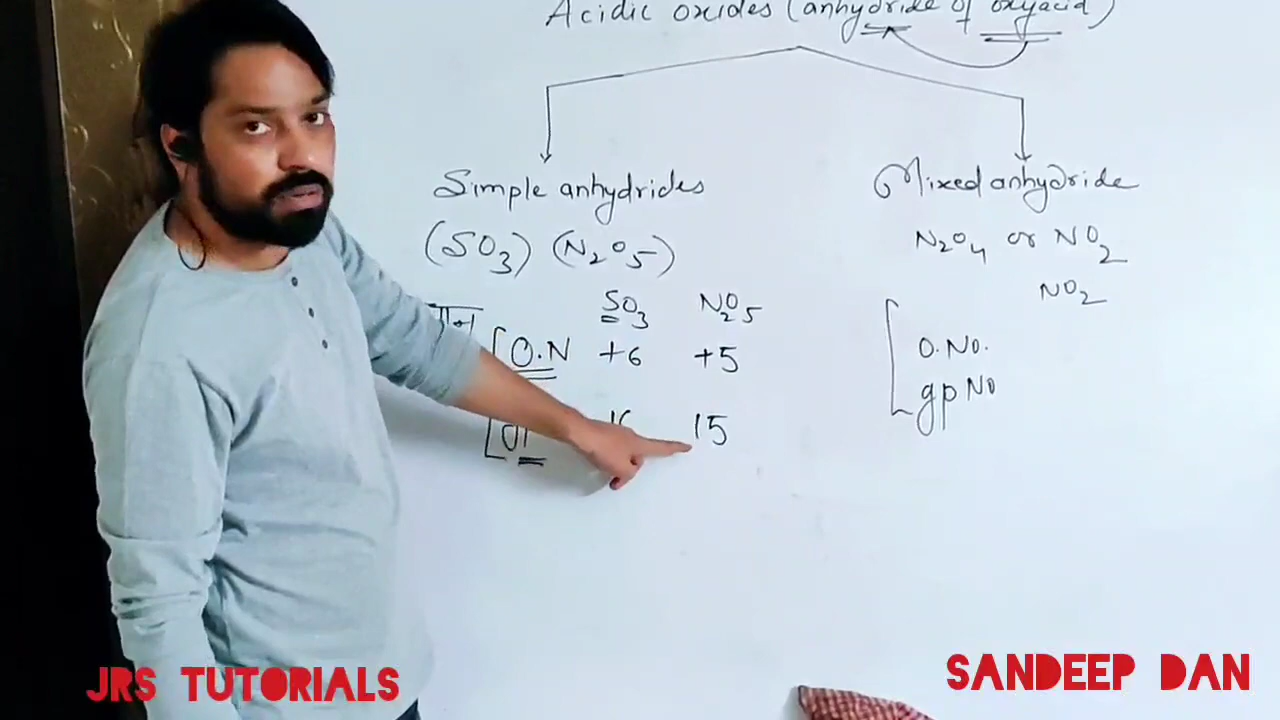 Acidic oxides (anhydride of oxyacid)
Simple anhydrides
Mixed anhydride
(SO3) (N2O5)
N2O4 or NO2
NO2
SO3 N2O5
O.N +6 +5
O.No.
gp No
15
JRS TUTORIALS
SANDEEP DAN